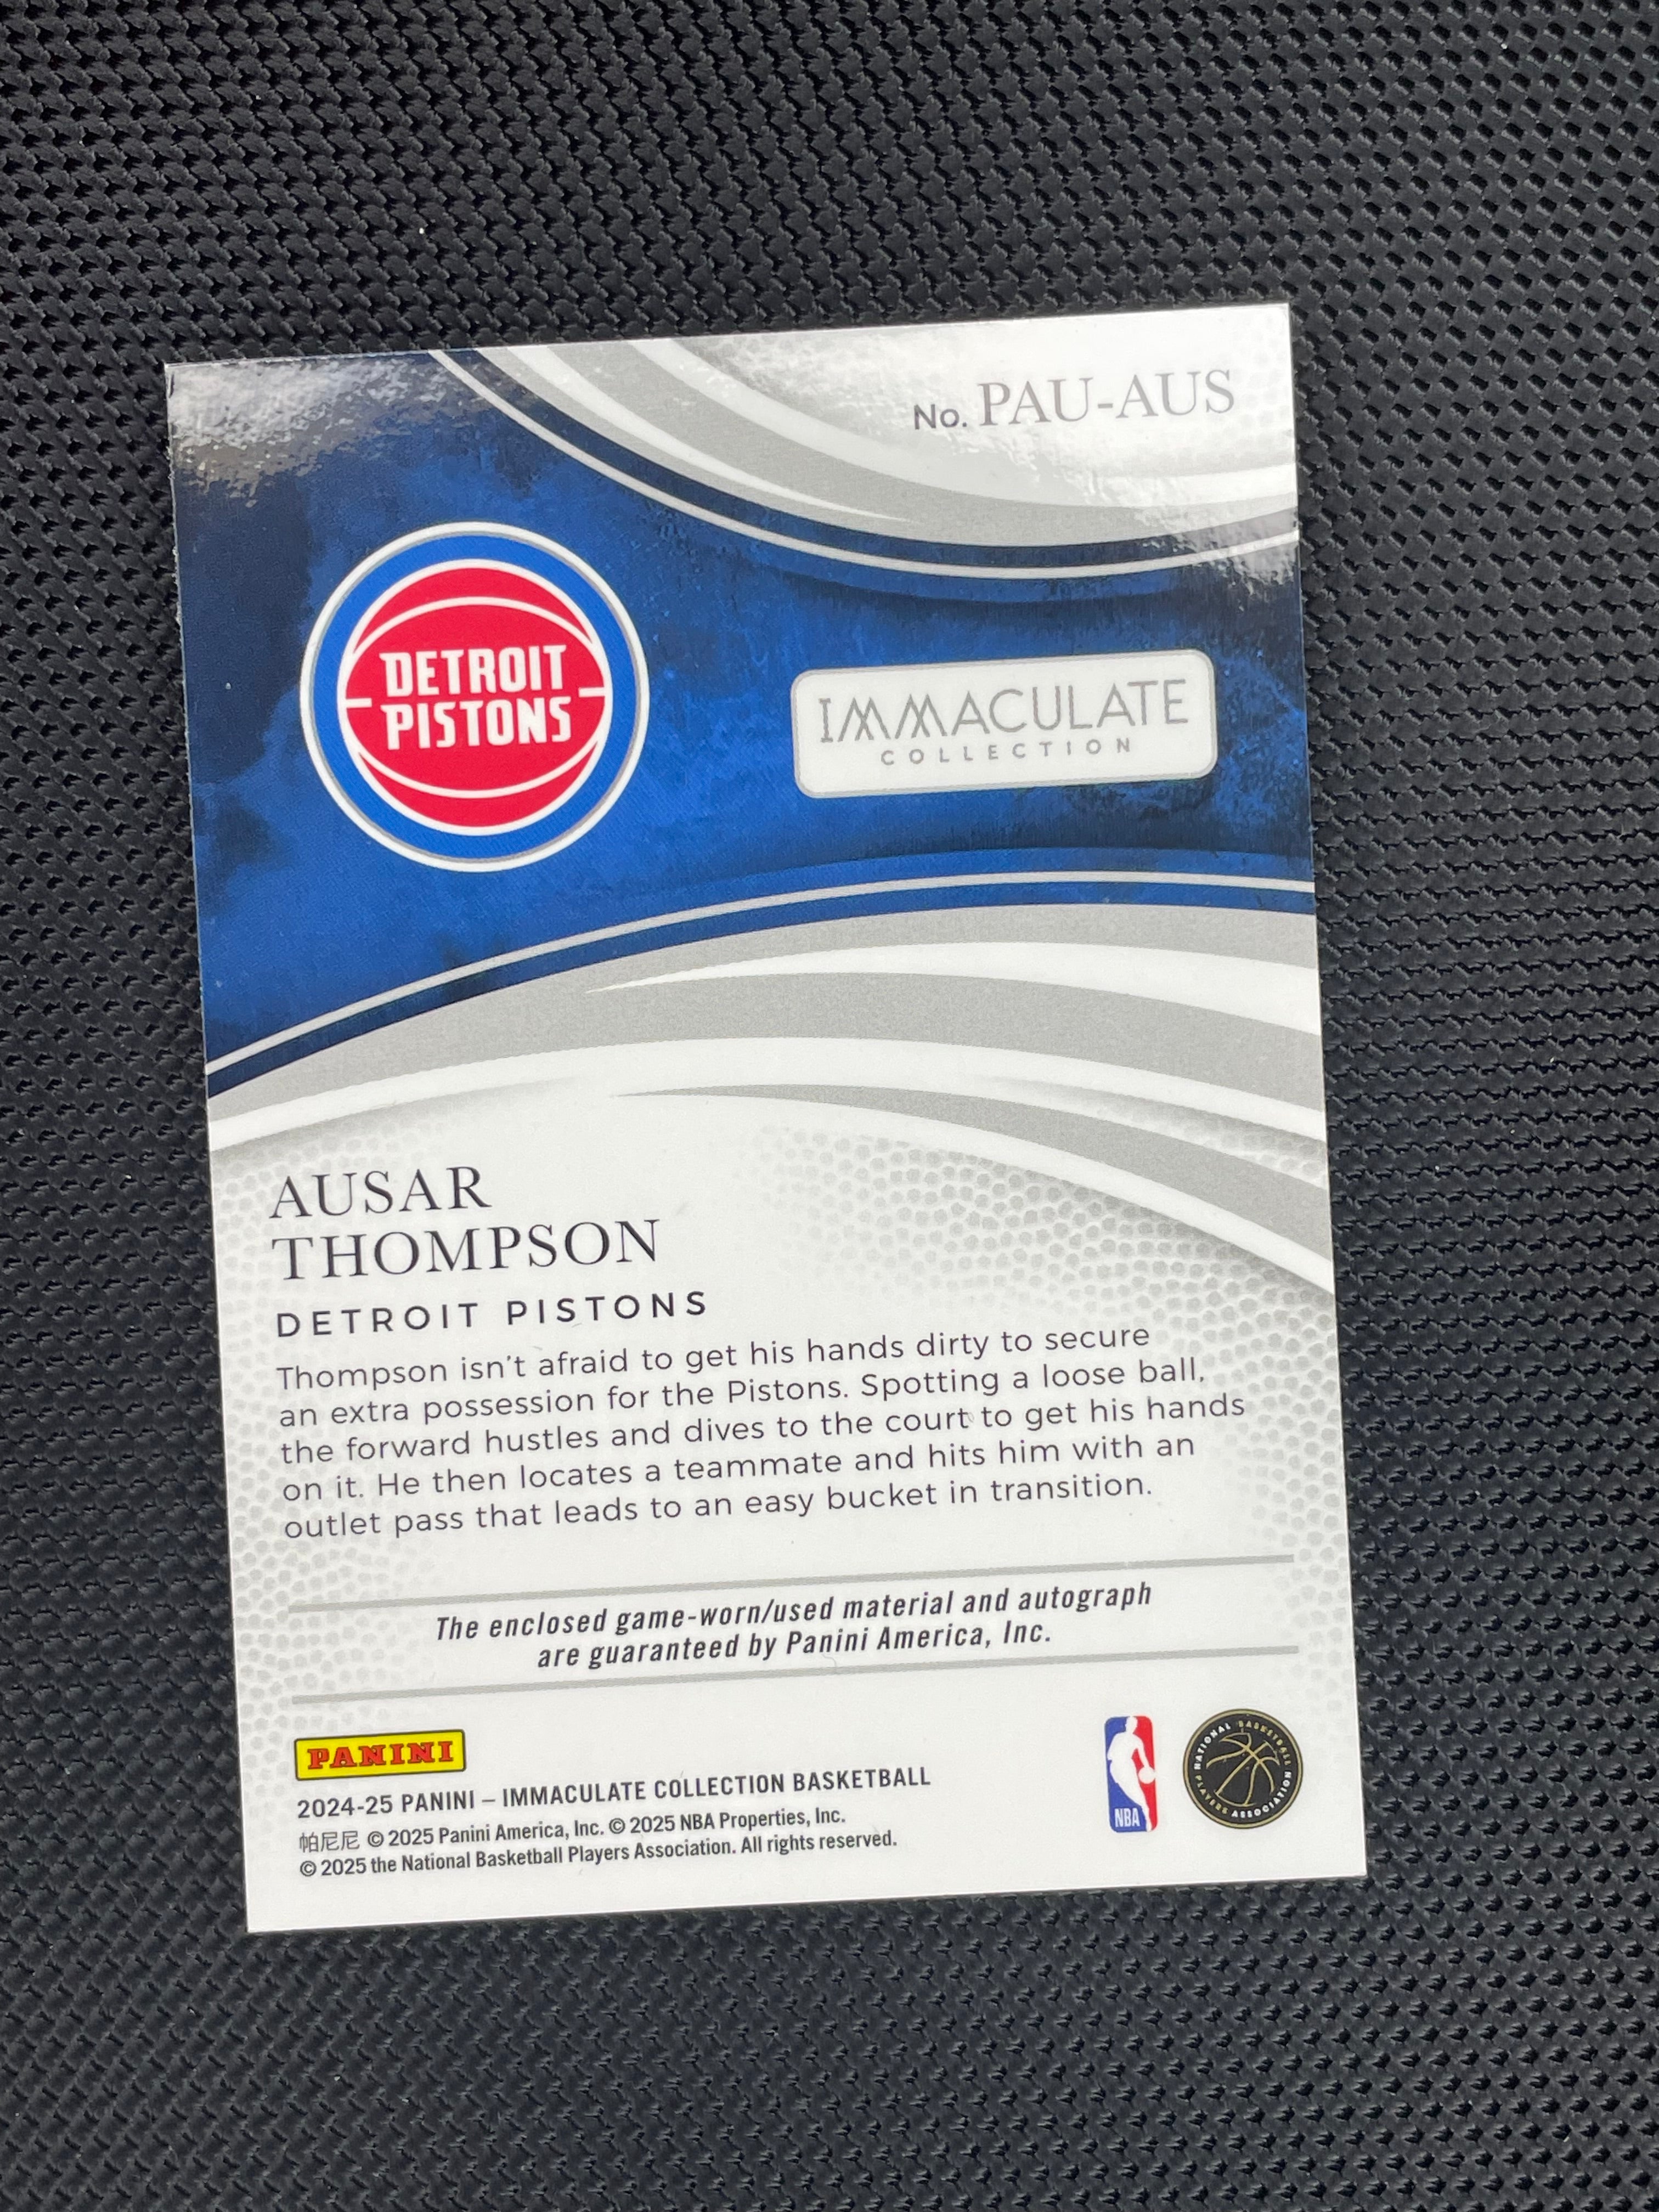 No. PAU-AUS
DETROIT
PISTONS
IMMACULATE
COLLECTION
AUSAR
THOMPSON
DETROIT PISTONS
Thompson isn't afraid to get his hands dirty to secure
an extra possession for the Pistons. Spotting a loose ball,
the forward hustles and dives to the court to get his hands
on it. He then locates a teammate and hits him with an
outlet pass that leads to an easy bucket in transition.
The enclosed game-worn/used material and autograph
are guaranteed by Panini America, Inc.
PANINI
2024-25 PANINI – IMMACULATE COLLECTION BASKETBALL
帕尼尼 © 2025 Panini America, Inc. © 2025 NBA Properties, Inc.
© 2025 the National Basketball Players Association. All rights reserved.
NBA
NATIONAL BASKETBALL
PLAYERS ASSOCIATION